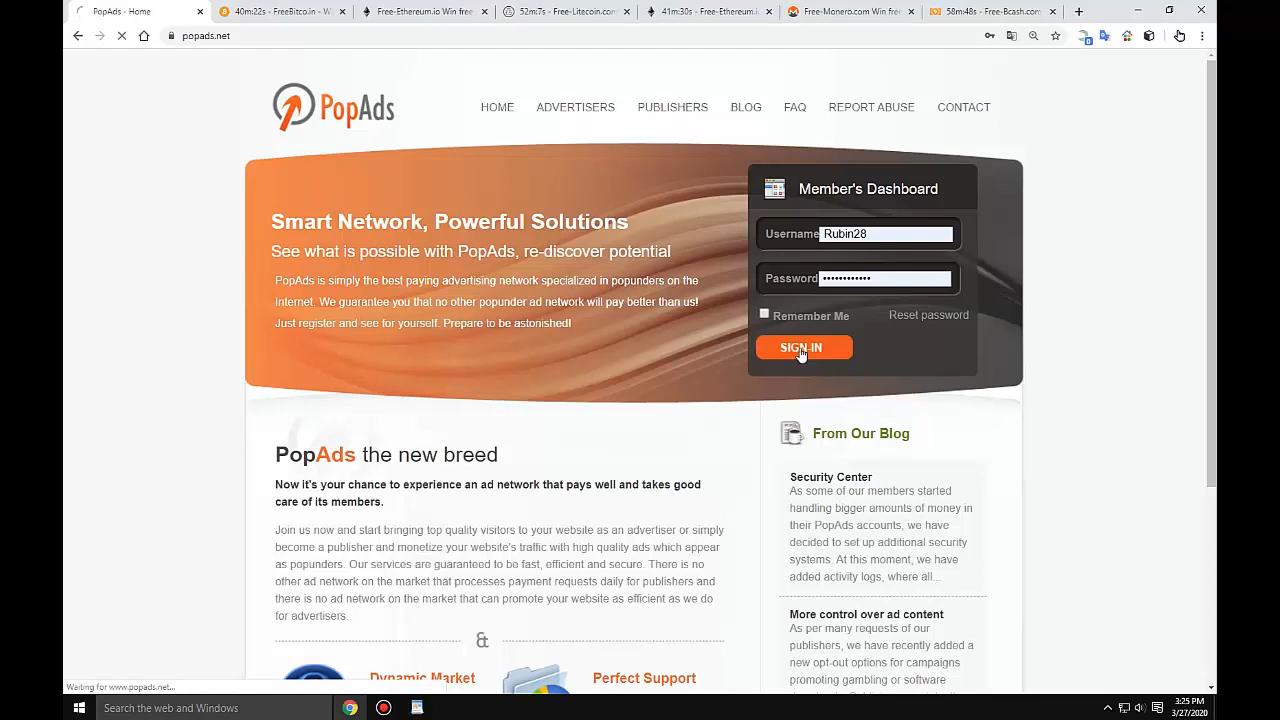 PopAds - Home
40m:22s - FreeBitco.in - W
Free-Ethereum.io Win free
52m:7s - Free-Litecoin.com
41m:30s - Free-Ethereum.i
Free-Monero.com Win free
58m:48s - Free-Bcash.com
popads.net
PopAds
HOME
ADVERTISERS
PUBLISHERS
BLOG
FAQ
REPORT ABUSE
CONTACT
Smart Network, Powerful Solutions
See what is possible with PopAds, re-discover potential
PopAds is simply the best paying advertising network specialized in popunders on the
Internet. We guarantee you that no other popunder ad network will pay better than us!
Just register and see for yourself. Prepare to be astonished!
Member's Dashboard
Username Rubin28
Password ••••••••••••
Remember Me
Reset password
SIGN-IN
PopAds the new breed
Now it's your chance to experience an ad network that pays well and takes good
care of its members.
Join us now and start bringing top quality visitors to your website as an advertiser or simply
become a publisher and monetize your website's traffic with high quality ads which appear
as popunders. Our services are guaranteed to be fast, efficient and secure. There is no
other ad network on the market that processes payment requests daily for publishers and
there is no ad network on the market that can promote your website as efficient as we do
for advertisers.
&
Dynamic Market
Perfect Support
From Our Blog
Security Center
As some of our members started
handling bigger amounts of money in
their PopAds accounts, we have
decided to set up additional security
systems. At this moment, we have
added activity logs, where all...
More control over ad content
As per many requests of our
publishers, we have recently added a
new opt-out options for campaigns
promoting gambling or software
Waiting for www.popads.net...
Search the web and Windows
3:25 PM
3/27/2020